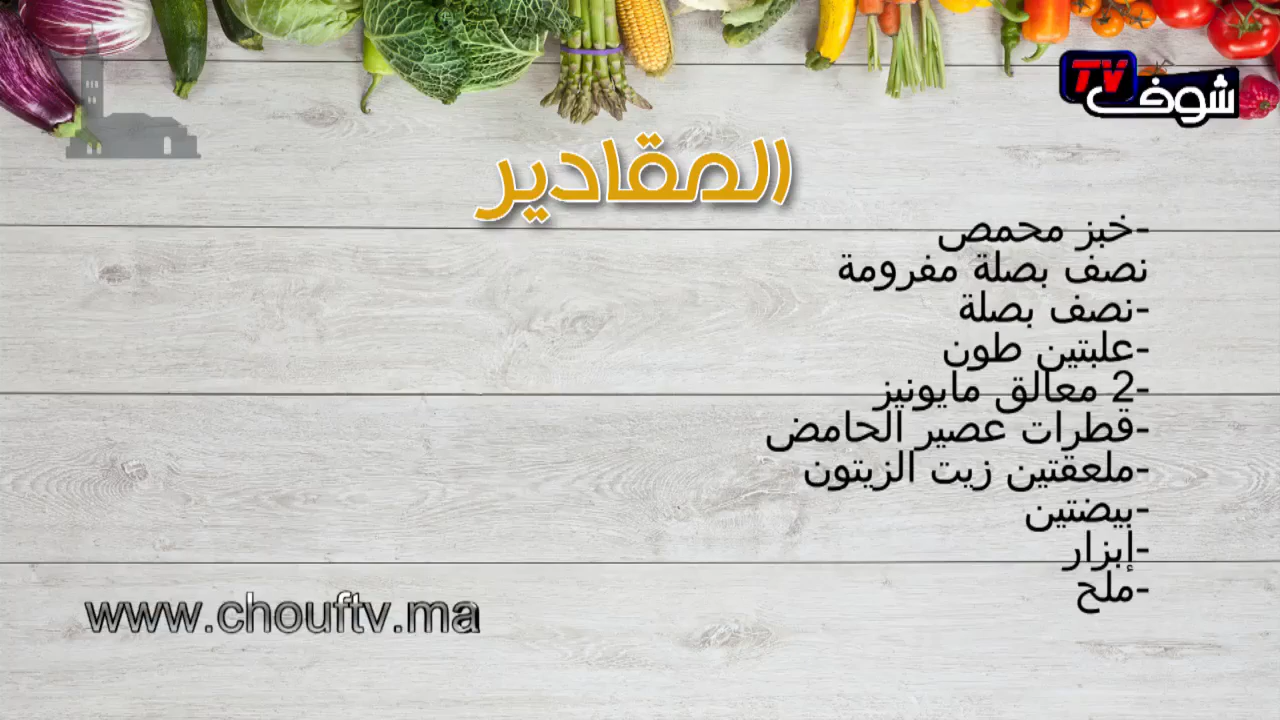 TV شوف
المقادير
-خبز محمص
نصف بصلة مفرومة
-نصف بصلة
-علبتين طون
-2 معالق مايونيز
-قطرات عصير الحامض
-ملعقتين زيت الزيتون
-بيضتين
-إبزار
-ملح
www.chouftv.ma